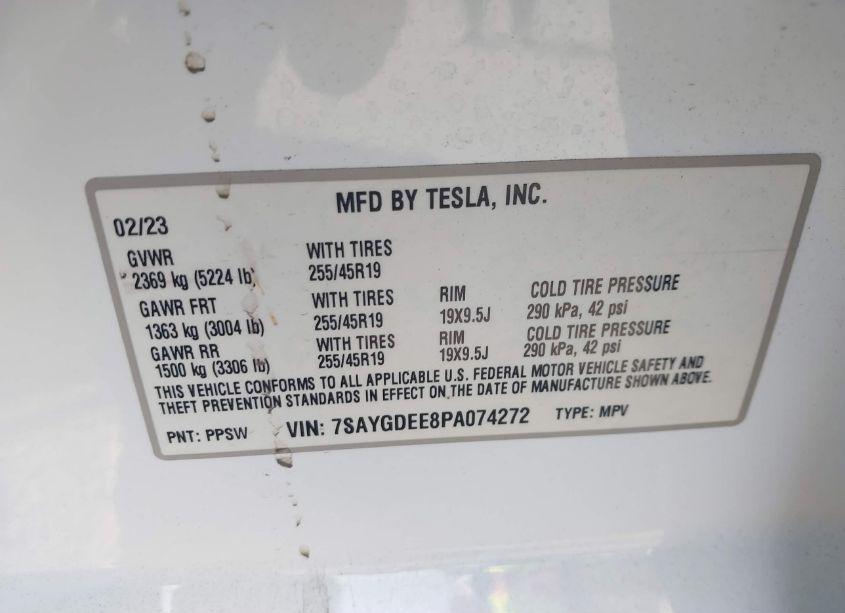 MFD BY TESLA, INC.
02/23
GVWR WITH TIRES
2369 kg (5224 lb) 255/45R19
GAWR FRT WITH TIRES RIM COLD TIRE PRESSURE
1363 kg (3004 lb) 255/45R19 19X9.5J 290 kPa, 42 psi
GAWR RR WITH TIRES RIM COLD TIRE PRESSURE
1500 kg (3306 lb) 255/45R19 19X9.5J 290 kPa, 42 psi
THIS VEHICLE CONFORMS TO ALL APPLICABLE U.S. FEDERAL MOTOR VEHICLE SAFETY AND
THEFT PREVENTION STANDARDS IN EFFECT ON THE DATE OF MANUFACTURE SHOWN ABOVE.
PNT: PPSW VIN: 7SAYGDEE8PA074272 TYPE: MPV